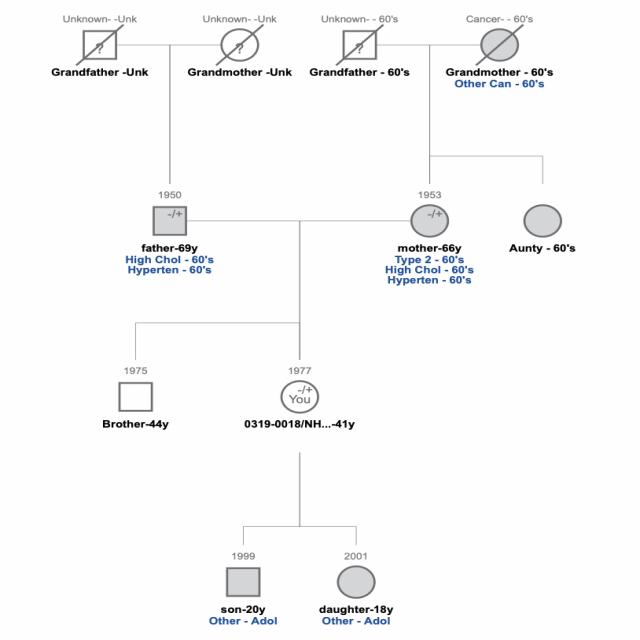 Unknown- -Unk
Unknown- -Unk
Unknown- - 60's
Cancer- - 60's
?
?
?
Grandfather -Unk
Grandmother -Unk
Grandfather - 60's
Grandmother - 60's
Other Can - 60's
1950
1953
-/+
-/+
father-69y
mother-66y
Aunty - 60's
High Chol - 60's
Type 2 - 60's
Hyperten - 60's
High Chol - 60's
Hyperten - 60's
1975
1977
-/+
You
Brother-44y
0319-0018/NH...-41y
1999
2001
son-20y
daughter-18y
Other - Adol
Other - Adol